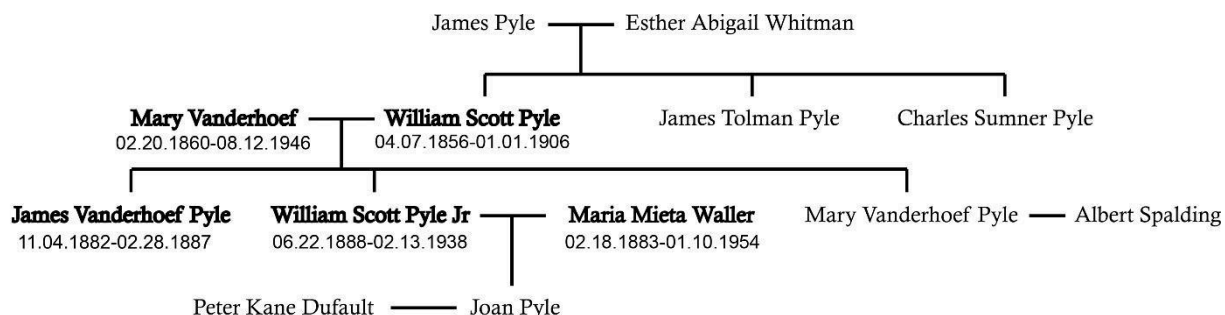 James Pyle Esther Abigail Whitman
Mary Vanderhoef William Scott Pyle James Tolman Pyle Charles Sumner Pyle
02.20.1860-08.12.1946 04.07.1856-01.01.1906
James Vanderhoef Pyle William Scott Pyle Jr Maria Mieta Waller Mary Vanderhoef Pyle Albert Spalding
11.04.1882-02.28.1887 06.22.1888-02.13.1938 02.18.1883-01.10.1954
Peter Kane Dufault Joan Pyle